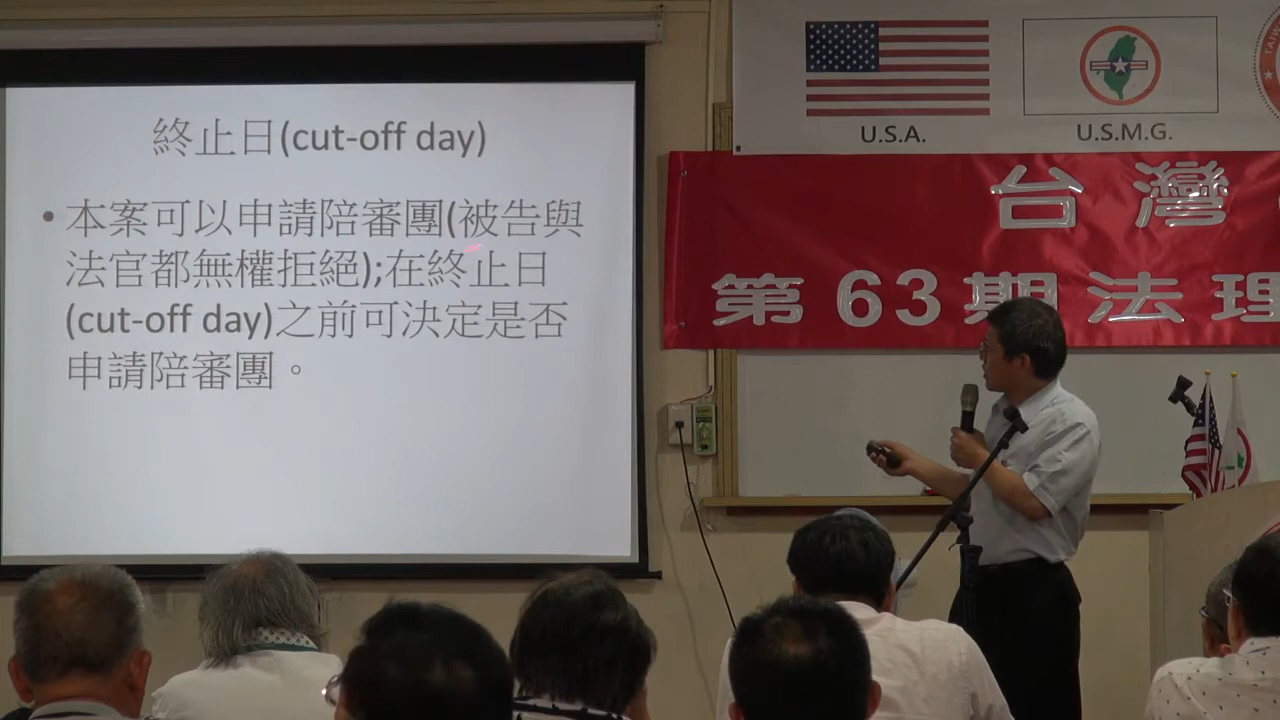 終止日(cut-off day)
• 本案可以申請陪審團(被告與
法官都無權拒絕);在終止日
(cut-off day)之前可決定是否
申請陪審團。
U.S.A.
U.S.M.G.
台灣
第63期法理